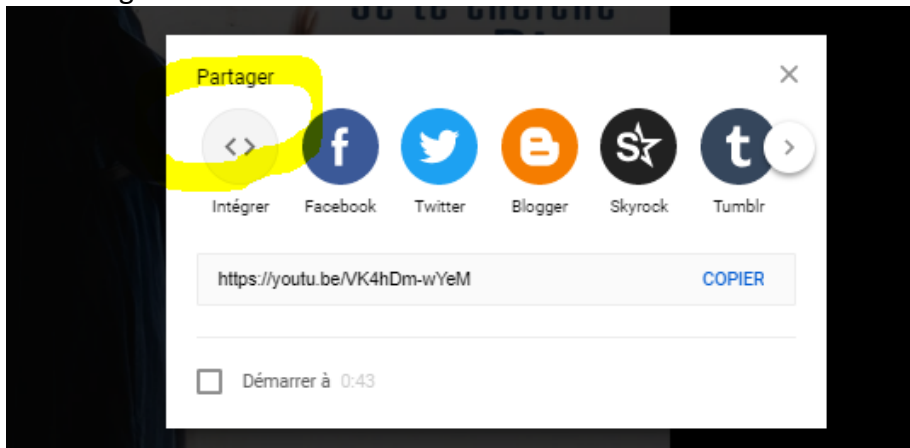 Partager
Intégrer Facebook Twitter Blogger Skyrock Tumblr
https://youtu.be/VK4hDm-wYeM COPIER
Démarrer à 0:43